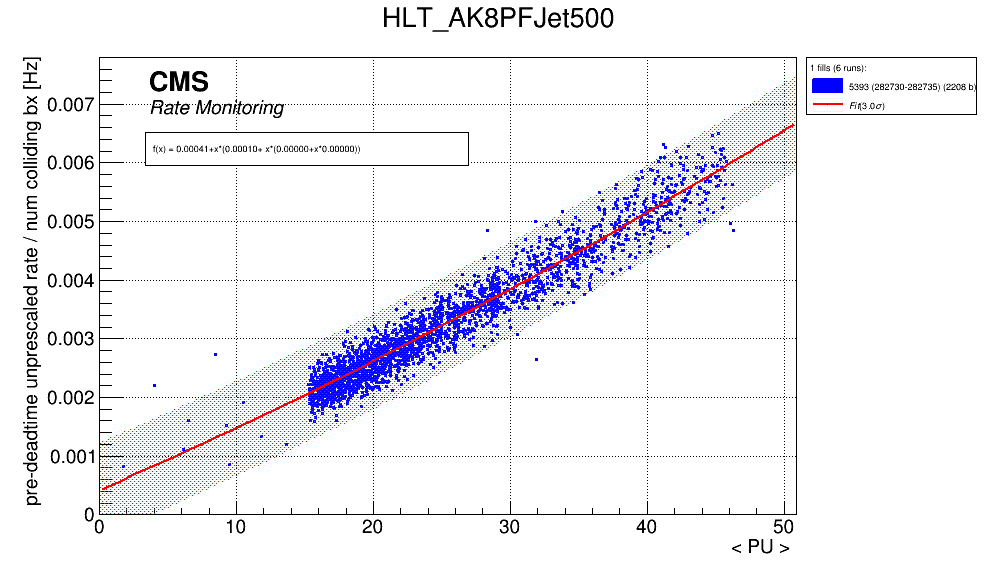 HLT_AK8PFJet500
pre-deadtime unprescaled rate / num colliding bx [Hz]
CMS
Rate Monitoring
f(x) = 0.00041+x*(0.00010+ x*(0.00000+x*0.00000))
1 fills (6 runs):
5393 (282730-282735) (2208 b)
Fit(3.0σ)
0.007
0.006
0.005
0.004
0.003
0.002
0.001
0
0 10 20 30 40 50
< PU >